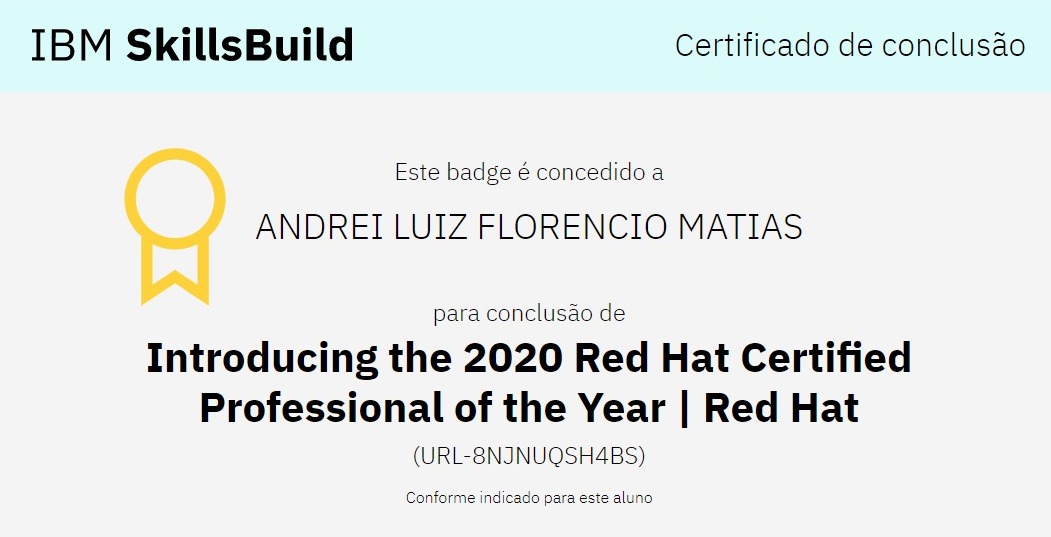 IBM SkillsBuild
Certificado de conclusão
Este badge é concedido a
ANDREI LUIZ FLORENCIO MATIAS
para conclusão de
Introducing the 2020 Red Hat Certified
Professional of the Year | Red Hat
(URL-8NJNUQSH4BS)
Conforme indicado para este aluno